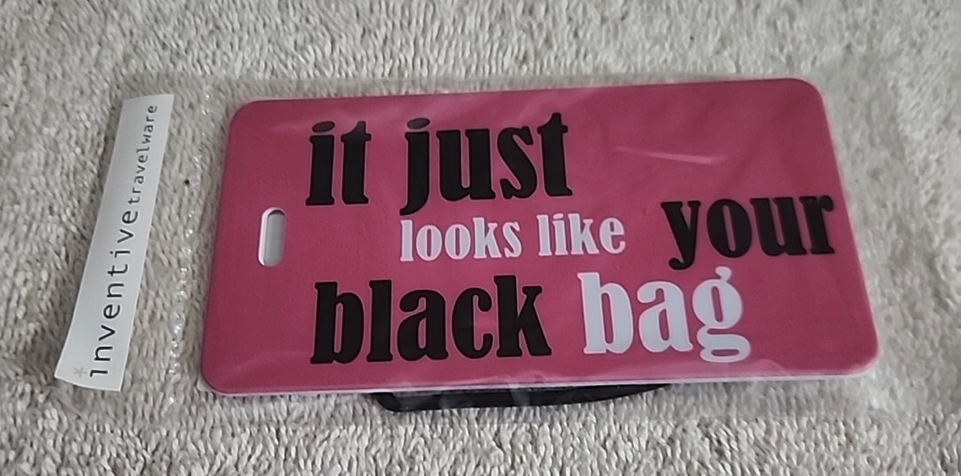 it just
looks like your
black bag
inventive travelware